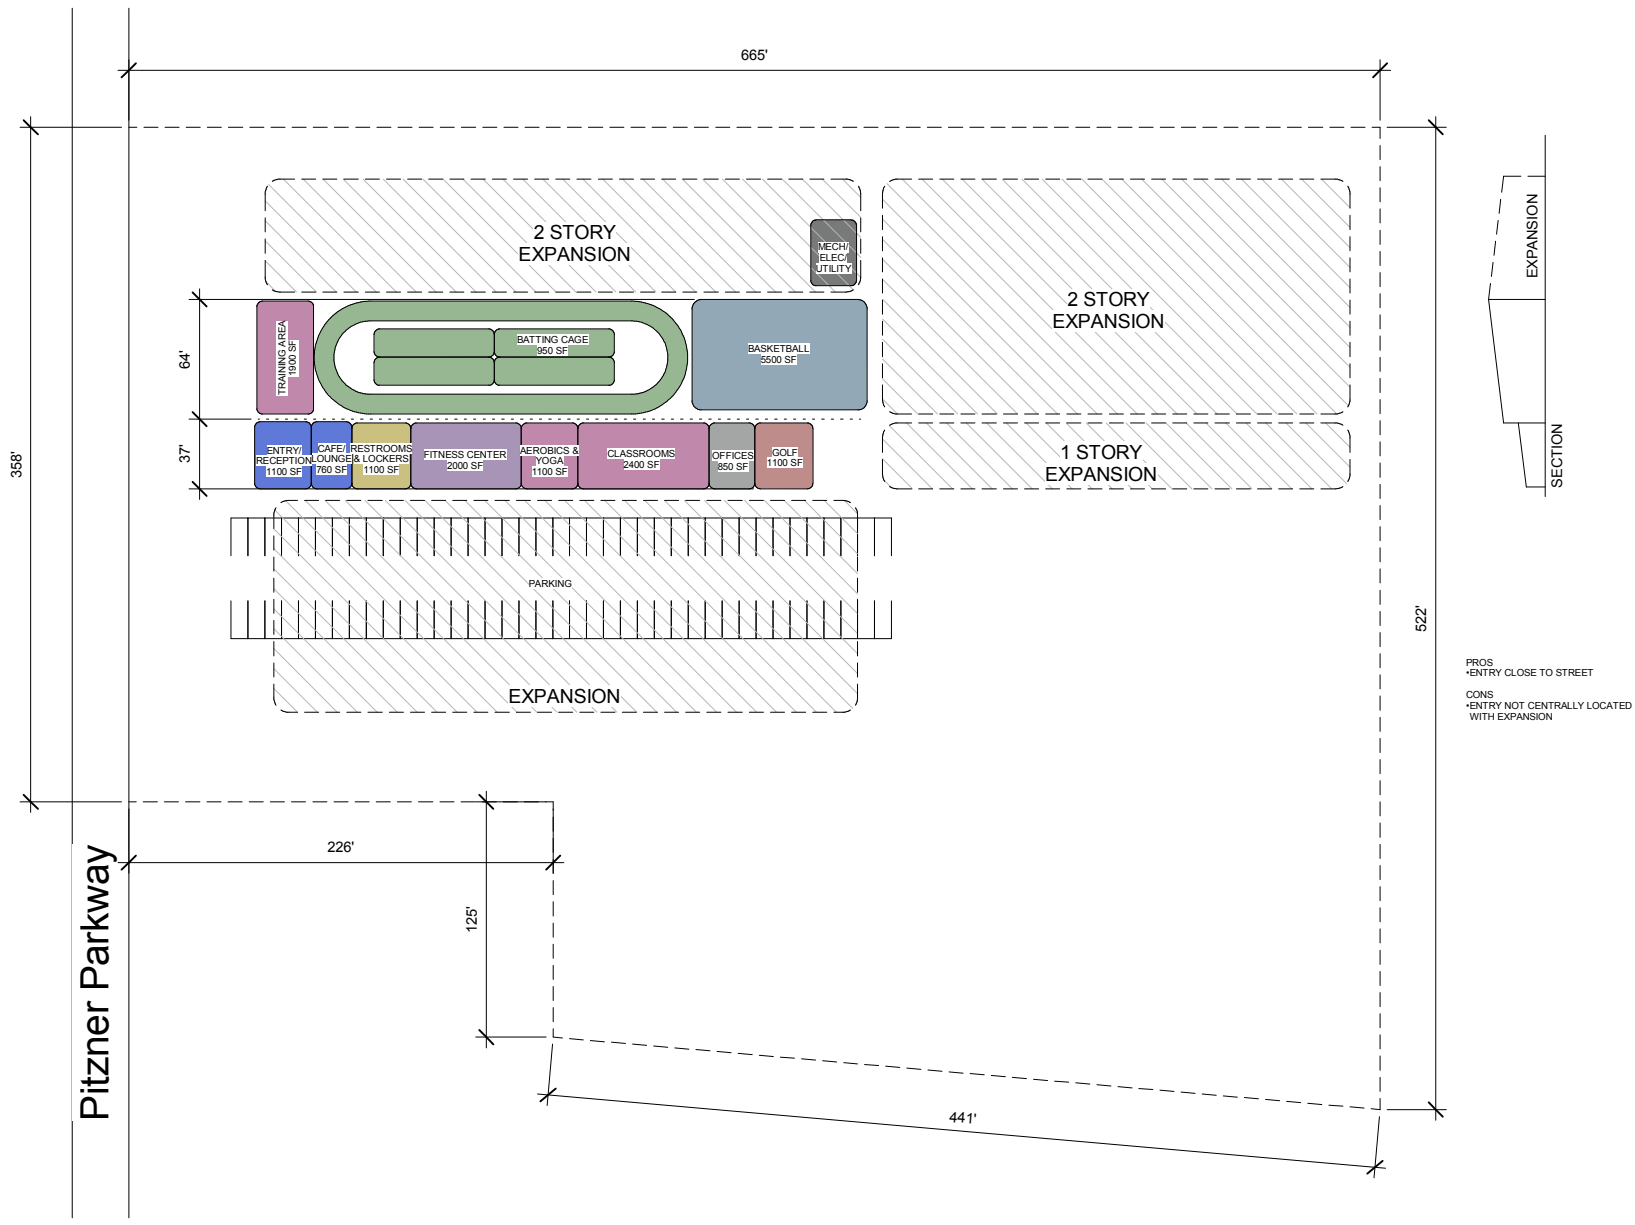 665'
358'
522'
2 STORY
EXPANSION
MECH/
ELEC/
UTILITY
2 STORY
EXPANSION
EXPANSION
SECTION
64'
TRAINING AREA
1900 SF
BATTING CAGE
950 SF
BASKETBALL
5500 SF
37'
ENTRY/
RECEPTION
1100 SF
CAFE/
LOUNGE
760 SF
RESTROOMS
& LOCKERS
1100 SF
FITNESS CENTER
2000 SF
AEROBICS &
YOGA
1100 SF
CLASSROOMS
2400 SF
OFFICES
850 SF
GOLF
1100 SF
1 STORY
EXPANSION
PARKING
EXPANSION
PROS
•ENTRY CLOSE TO STREET
CONS
•ENTRY NOT CENTRALLY LOCATED
WITH EXPANSION
226'
125'
441'
Pitzner Parkway